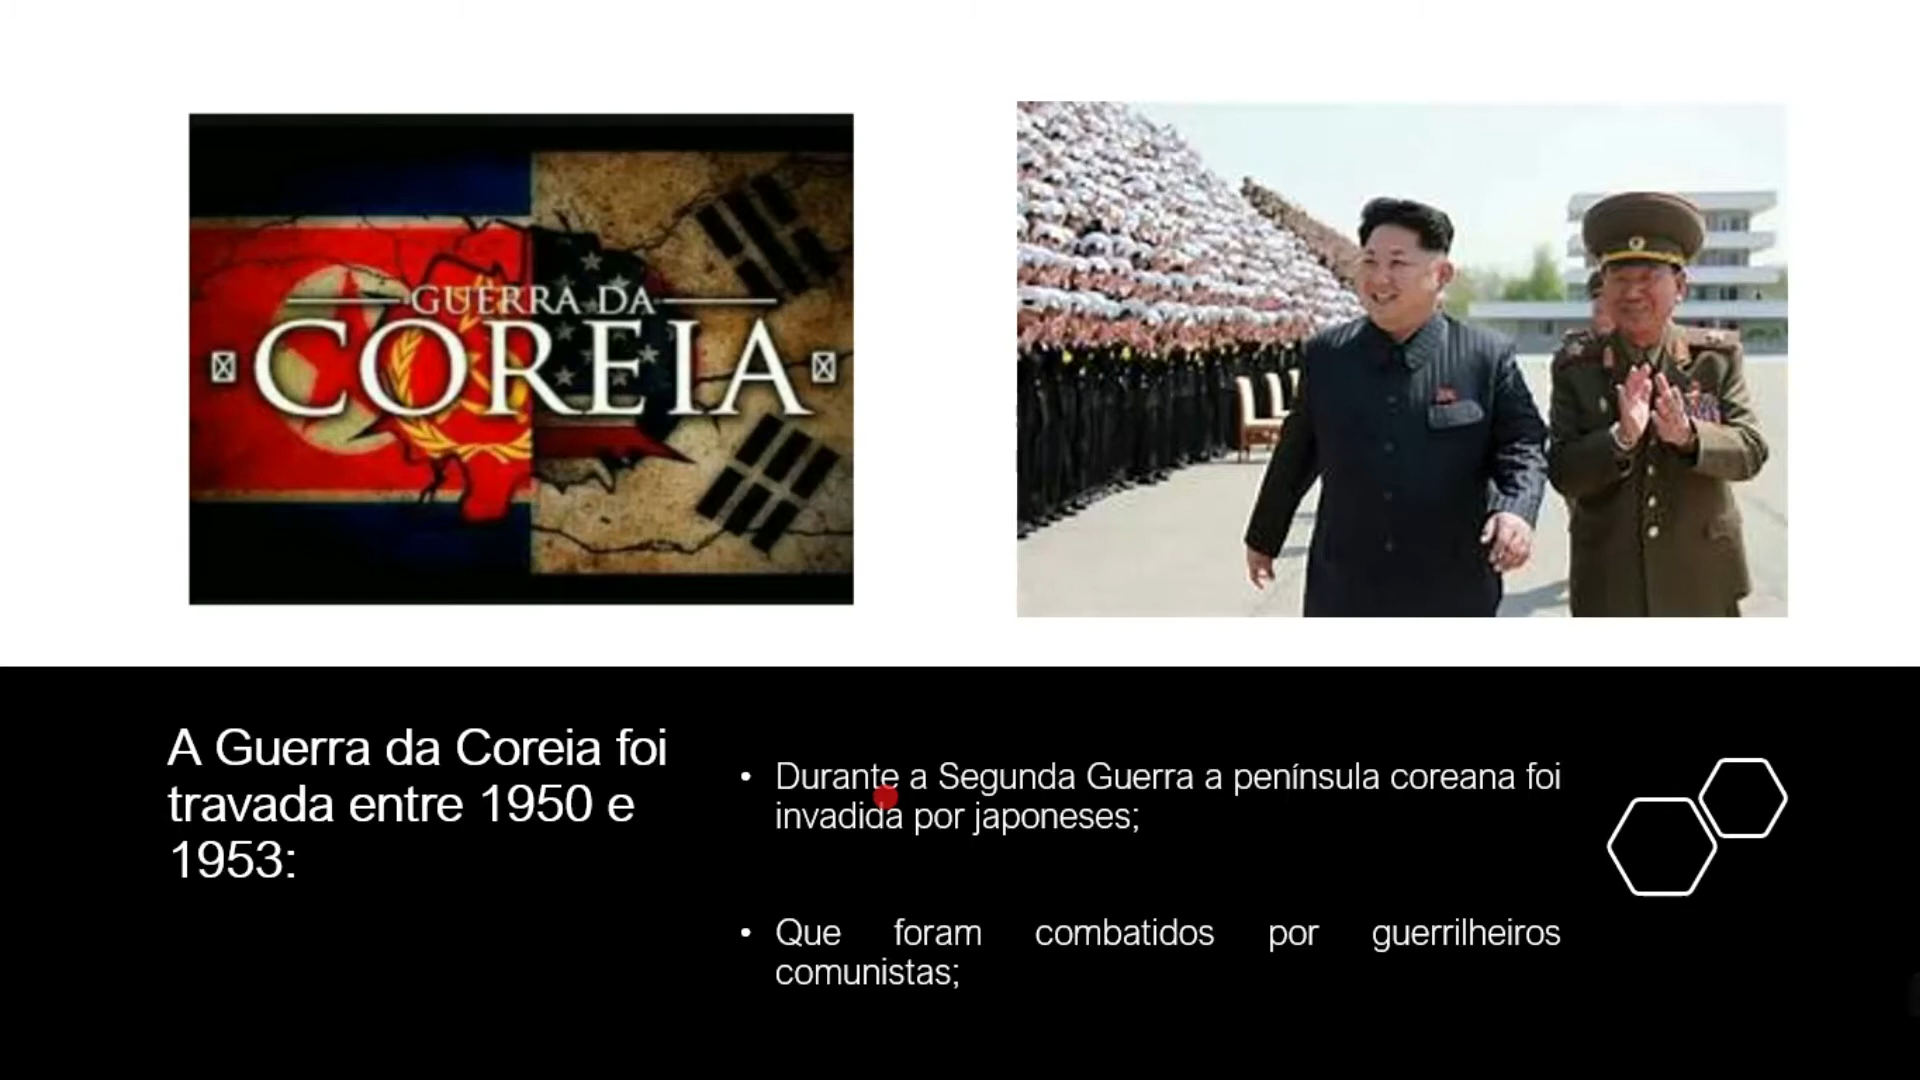 GUERRA DA
COREIA
A Guerra da Coreia foi
travada entre 1950 e
1953:
• Durante a Segunda Guerra a península coreana foi
invadida por japoneses;
• Que foram combatidos por guerrilheiros
comunistas;